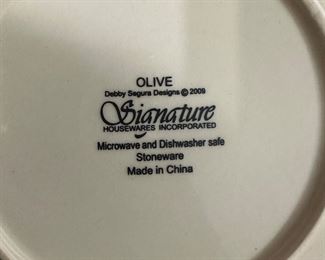 OLIVE
Debby Segura Designs © 2009
Signature
HOUSEWARES INCORPORATED
Microwave and Dishwasher safe
Stoneware
Made in China